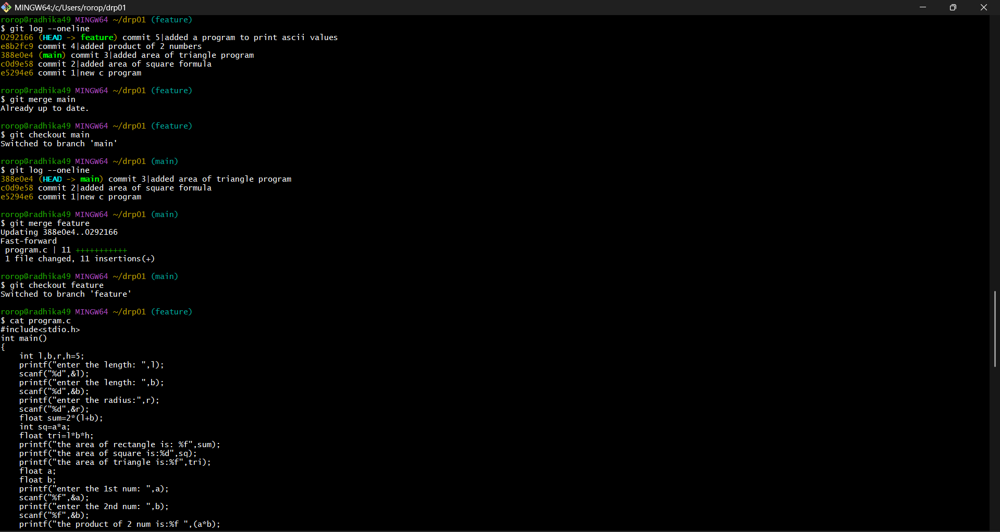 MINGW64:/c/Users/rorop/drp01
rorop@radhika49 MINGW64 ~/drp01 (feature)
$ git log --oneline
0292166 (HEAD -> feature) commit 5|added a program to print ascii values
e8b2fc9 commit 4|added product of 2 numbers
388e0e4 (main) commit 3|added area of triangle program
c0d9e58 commit 2|added area of square formula
e5294e6 commit 1|new c program
rorop@radhika49 MINGW64 ~/drp01 (feature)
$ git merge main
Already up to date.
rorop@radhika49 MINGW64 ~/drp01 (feature)
$ git checkout main
Switched to branch 'main'
rorop@radhika49 MINGW64 ~/drp01 (main)
$ git log --oneline
388e0e4 (HEAD -> main) commit 3|added area of triangle program
c0d9e58 commit 2|added area of square formula
e5294e6 commit 1|new c program
rorop@radhika49 MINGW64 ~/drp01 (main)
$ git merge feature
Updating 388e0e4..0292166
Fast-forward
 program.c | 11 +++++++++++
 1 file changed, 11 insertions(+)
rorop@radhika49 MINGW64 ~/drp01 (main)
$ git checkout feature
Switched to branch 'feature'
rorop@radhika49 MINGW64 ~/drp01 (feature)
$ cat program.c
#include<stdio.h>
int main()
{
    int l,b,r,h=5;
    printf("enter the length: ",l);
    scanf("%d",&l);
    printf("enter the length: ",b);
    scanf("%d",&b);
    printf("enter the radius:",r);
    scanf("%d",&r);
    float sum=2*(l+b);
    int sq=a*a;
    float tri=l*b*h;
    printf("the area of rectangle is: %f",sum);
    printf("the area of square is:%d",sq);
    printf("the area of triangle is:%f",tri);
    float a;
    float b;
    printf("enter the 1st num: ",a);
    scanf("%f",&a);
    printf("enter the 2nd num: ",b);
    scanf("%f",&b);
    printf("the product of 2 num is:%f ",(a*b);